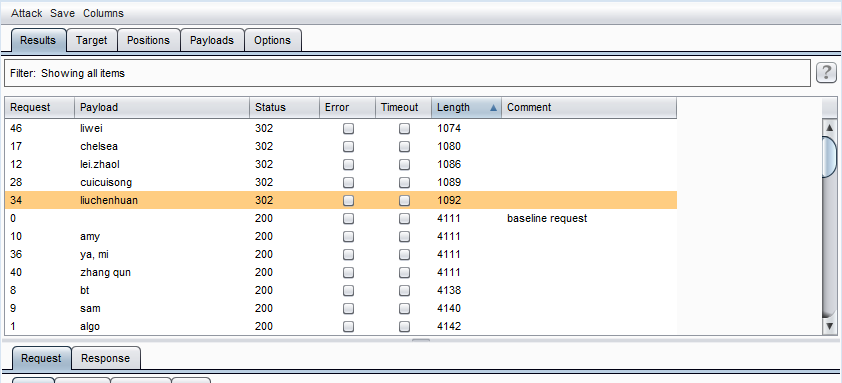 Attack Save Columns
Results Target Positions Payloads Options
Filter: Showing all items ?
Request Payload Status Error Timeout Length Comment
46 liwei 302 1074
17 chelsea 302 1080
12 lei.zhaol 302 1086
28 cuicuisong 302 1089
34 liuchenhuan 302 1092
0 200 4111 baseline request
10 amy 200 4111
36 ya, mi 200 4111
40 zhang qun 200 4111
8 bt 200 4138
9 sam 200 4140
1 algo 200 4142
Request Response